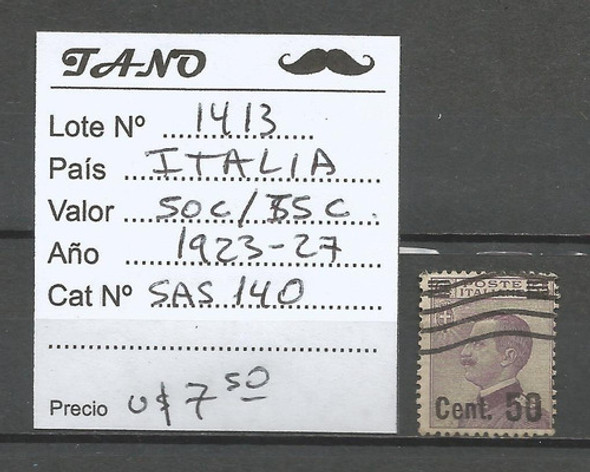 TANO
Lote Nº 1413
País ITALIA
Valor 50C/55C.
Año 1923-27
Cat Nº SAS 140
Precio U$ 7 50
POSTE
ITALIANE
Cent. 50